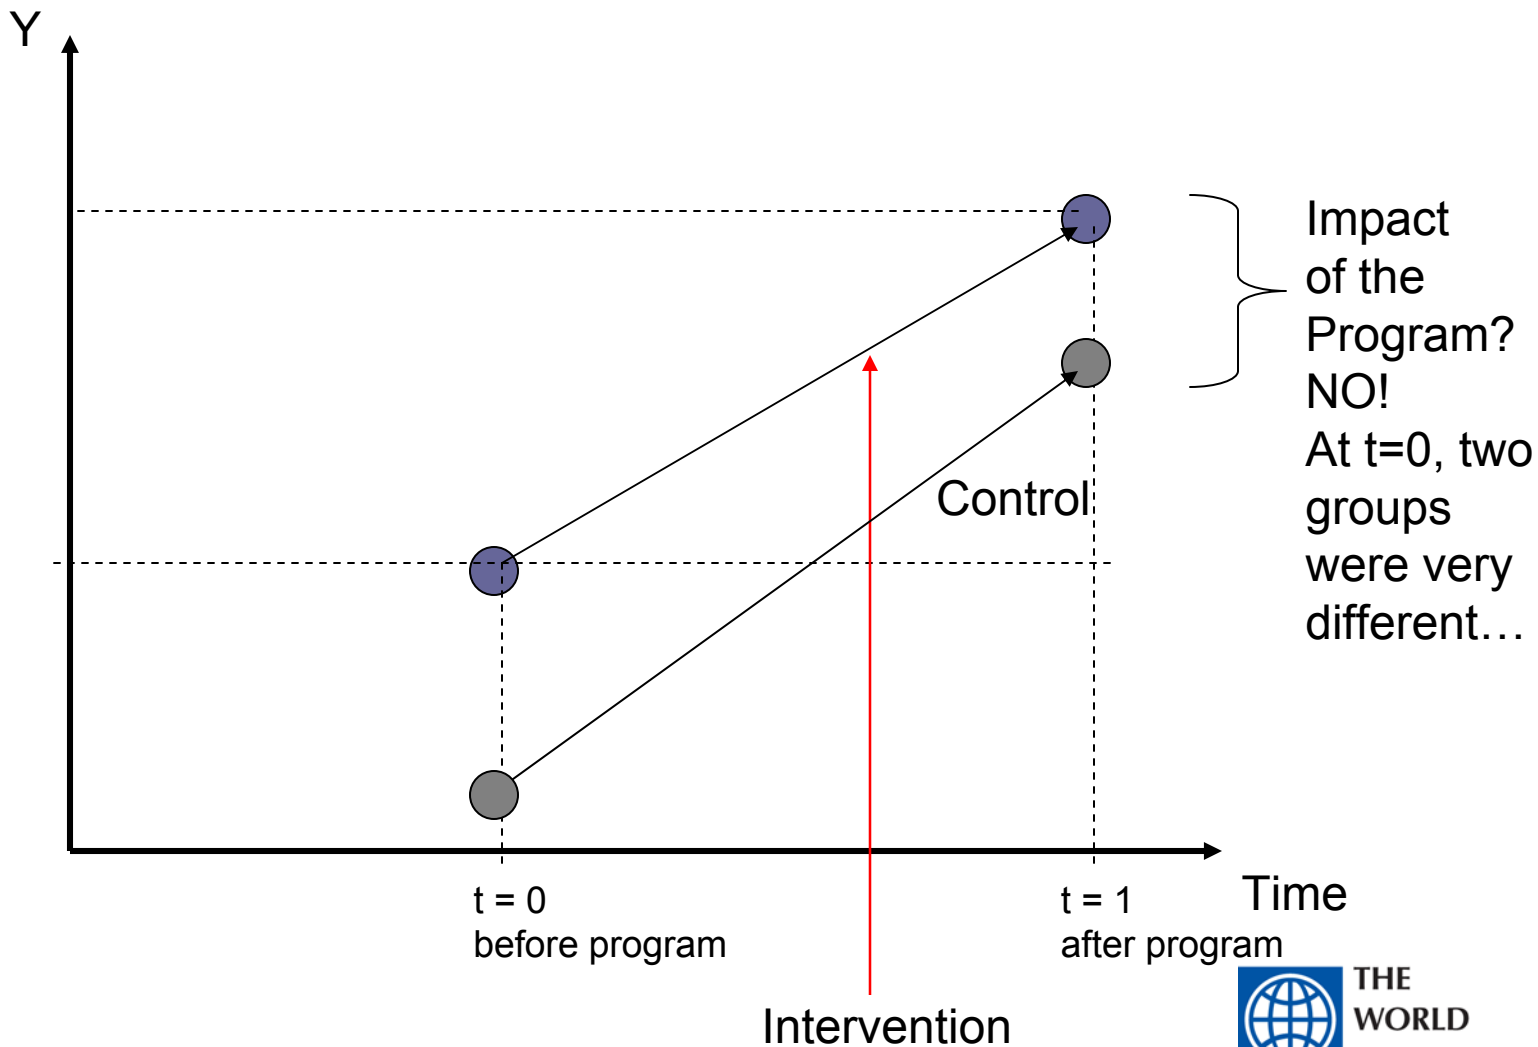 Y
Impact
of the
Program?
NO!
At t=0, two
groups
were very
different…
Control
t = 0
before program
t = 1
after program
Time
Intervention
THE
WORLD